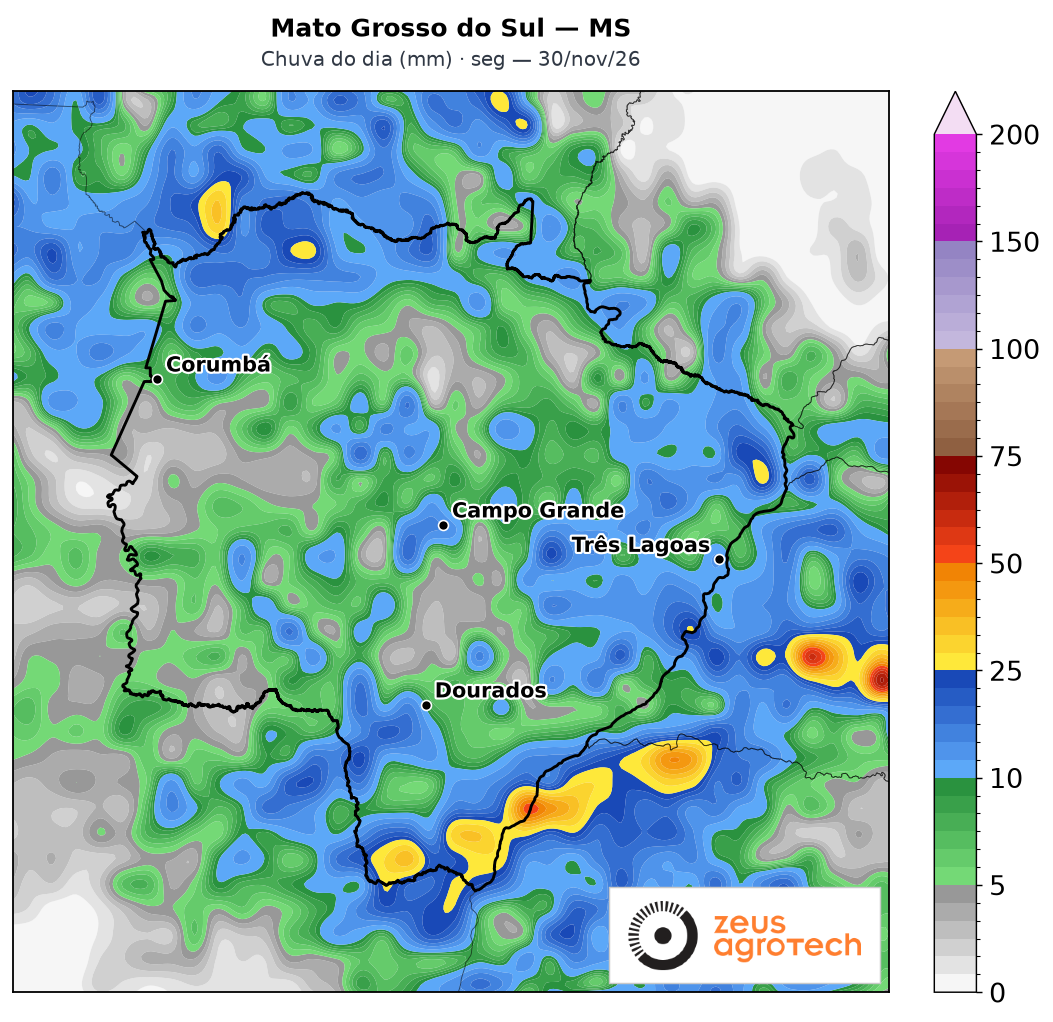 Mato Grosso do Sul — MS
Chuva do dia (mm) · seg — 30/nov/26
Corumbá
Campo Grande
Três Lagoas
Dourados
200
150
100
75
50
25
10
5
0
zeus
agrotech